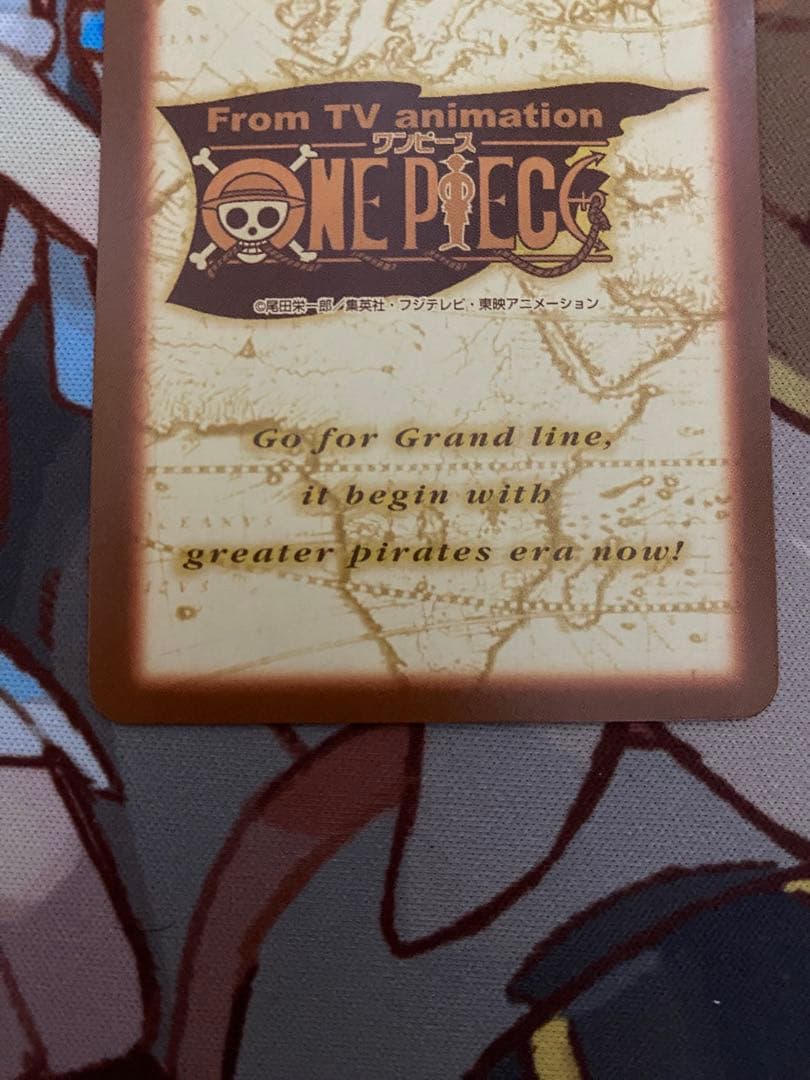 From TV animation
ワンピース
ONE PIECE
©尾田栄一郎／集英社・フジテレビ・東映アニメーション
Go for Grand line,
it begin with
greater pirates era now!